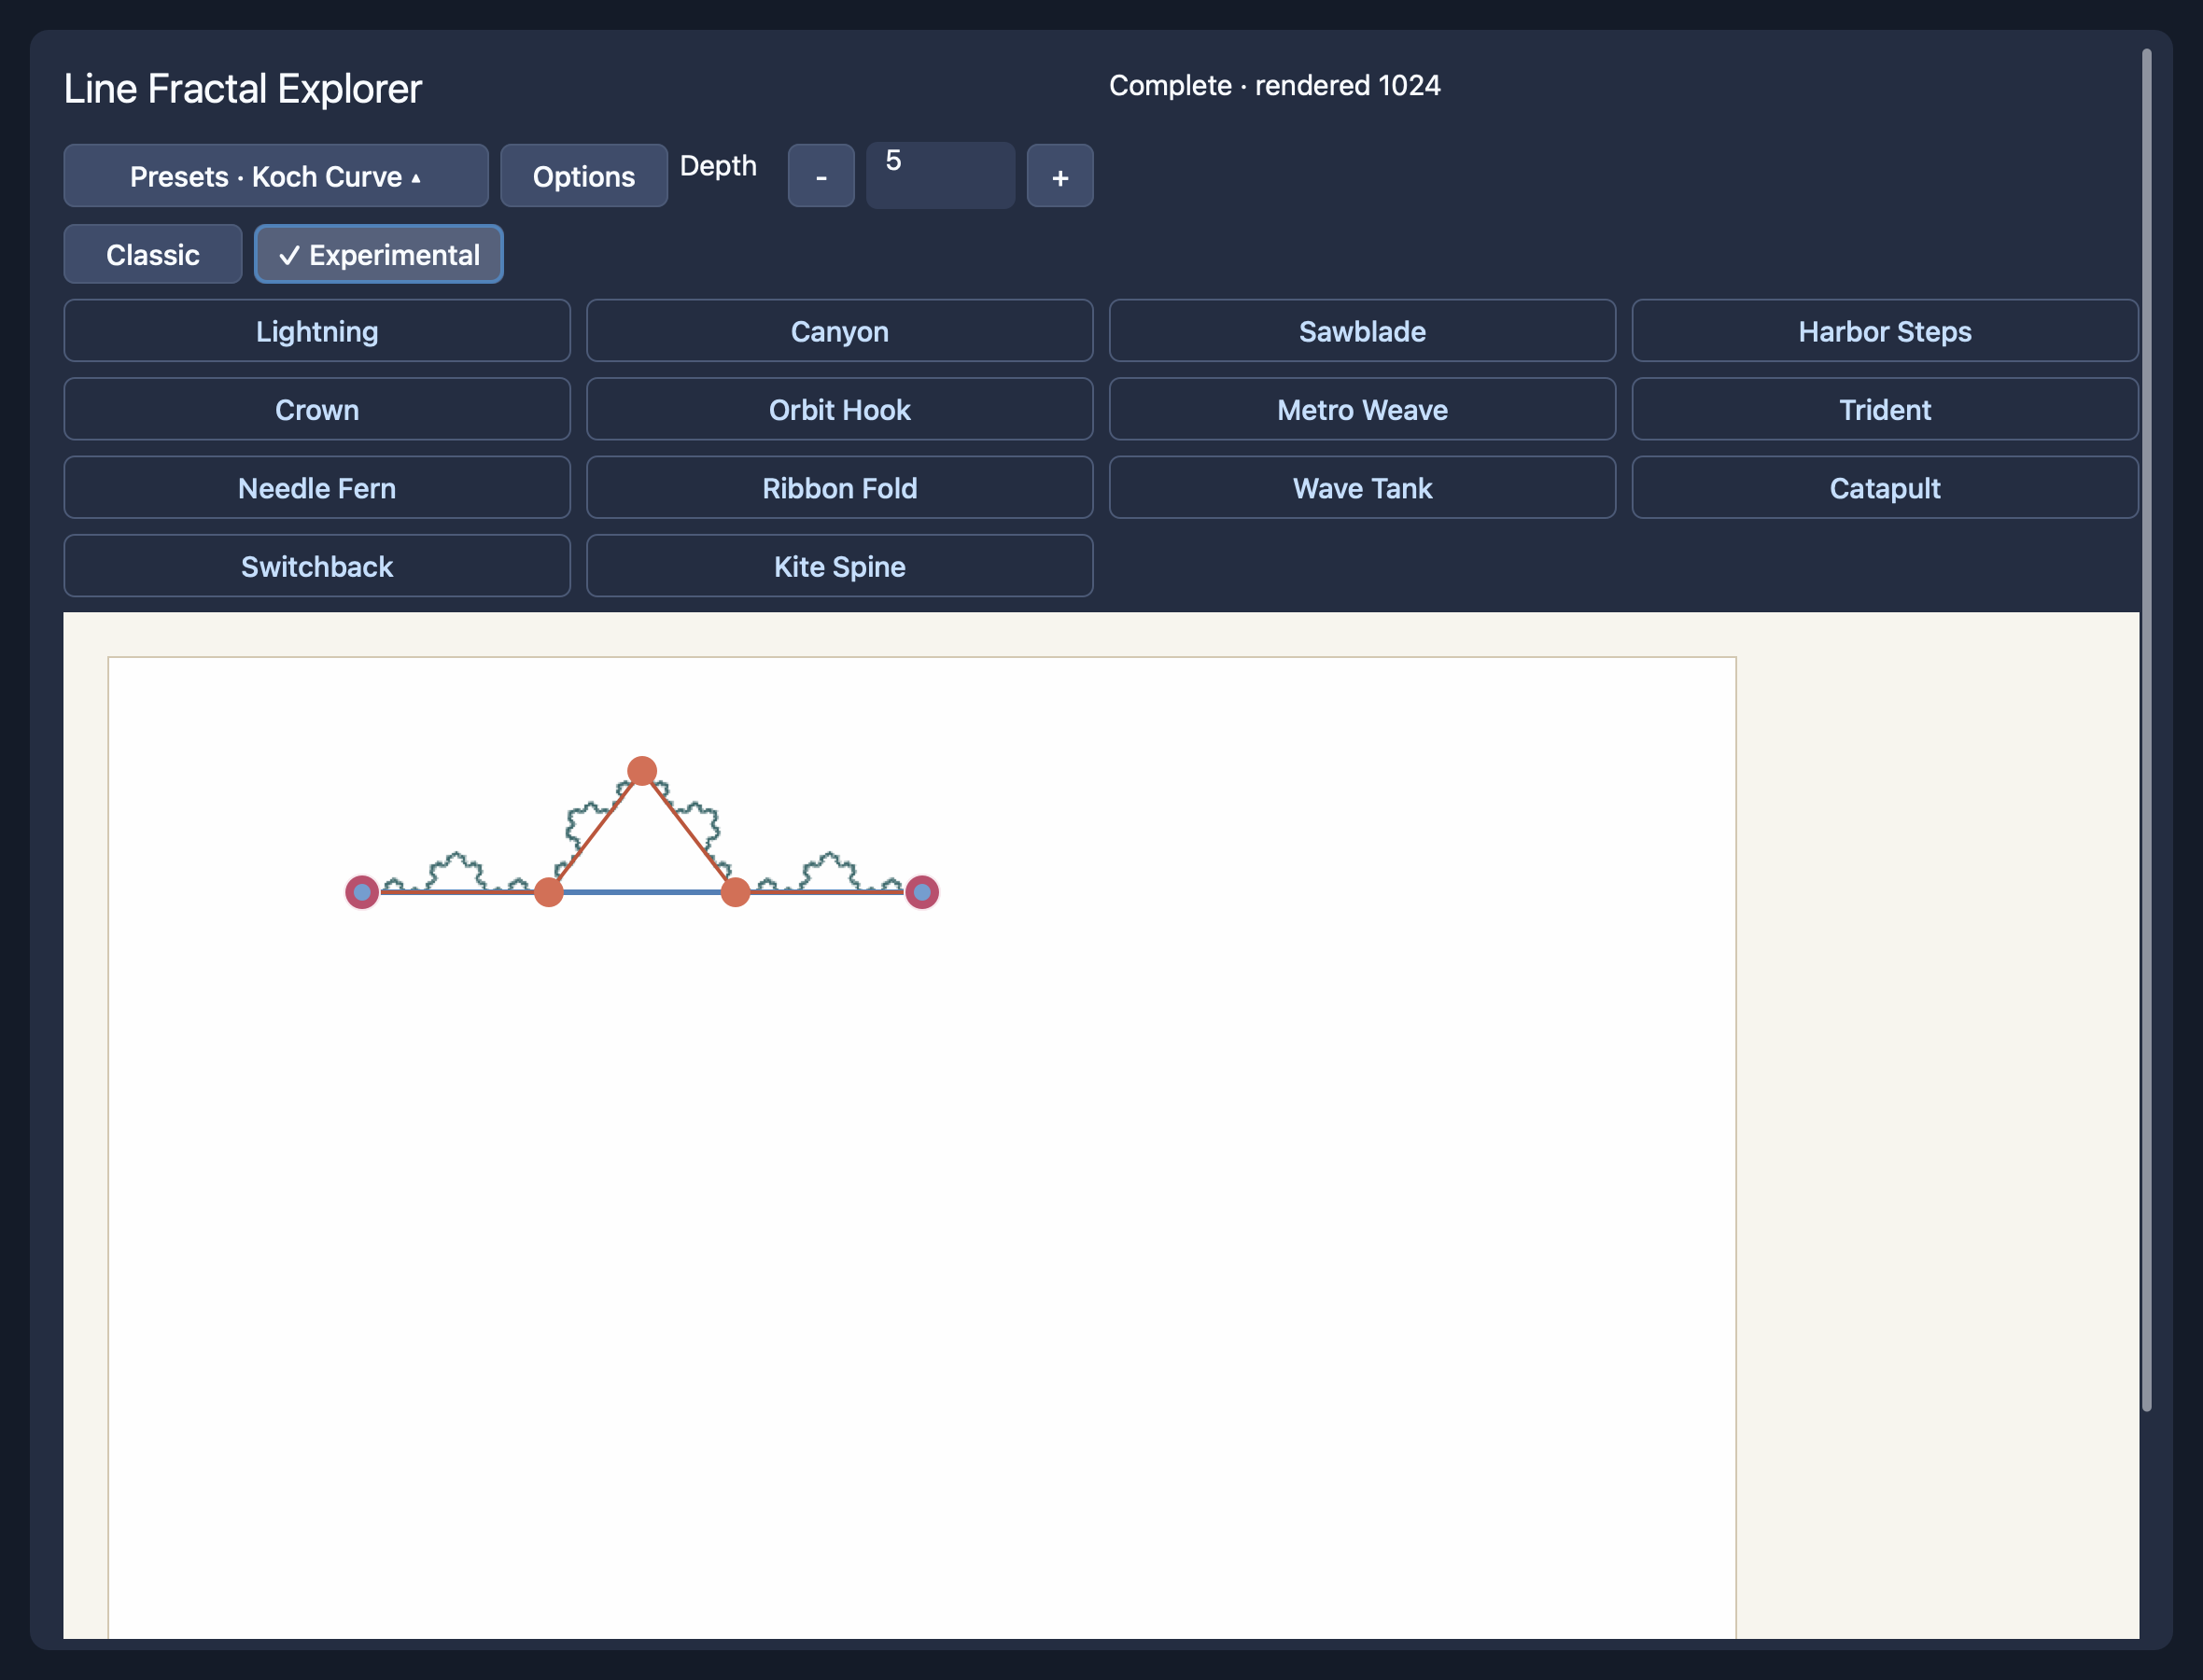 Line Fractal Explorer
Complete · rendered 1024
Presets · Koch Curve ▴ Options Depth - 5 +
Classic ✓ Experimental
Lightning Canyon Sawblade Harbor Steps
Crown Orbit Hook Metro Weave Trident
Needle Fern Ribbon Fold Wave Tank Catapult
Switchback Kite Spine